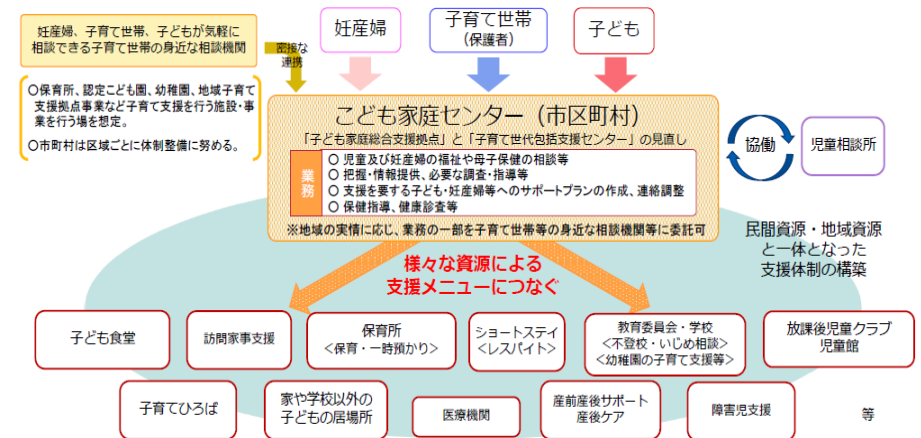 妊産婦、子育て世帯、子どもが気軽に
相談できる子育て世帯の身近な相談機関
密接な
連携
妊産婦
子育て世帯
（保護者）
子ども
〇保育所、認定こども園、幼稚園、地域子育て
支援拠点事業など子育て支援を行う施設・事
業を行う場を想定。
〇市町村は区域ごとに体制整備に努める。
こども家庭センター（市区町村）
「子ども家庭総合支援拠点」と「子育て世代包括支援センター」の見直し
業務
〇 児童及び妊産婦の福祉や母子保健の相談等
〇 把握・情報提供、必要な調査・指導等
〇 支援を要する子ども・妊産婦等へのサポートプランの作成、連絡調整
〇 保健指導、健康診査等
※地域の実情に応じ、業務の一部を子育て世帯等の身近な相談機関等に委託可
協働
児童相談所
様々な資源による
支援メニューにつなぐ
民間資源・地域資源
と一体となった
支援体制の構築
子ども食堂
訪問家事支援
保育所
<保育・一時預かり>
ショートステイ
<レスパイト>
教育委員会・学校
<不登校・いじめ相談>
<幼稚園の子育て支援等>
放課後児童クラブ
児童館
子育てひろば
家や学校以外の
子どもの居場所
医療機関
産前産後サポート
産後ケア
障害児支援
等